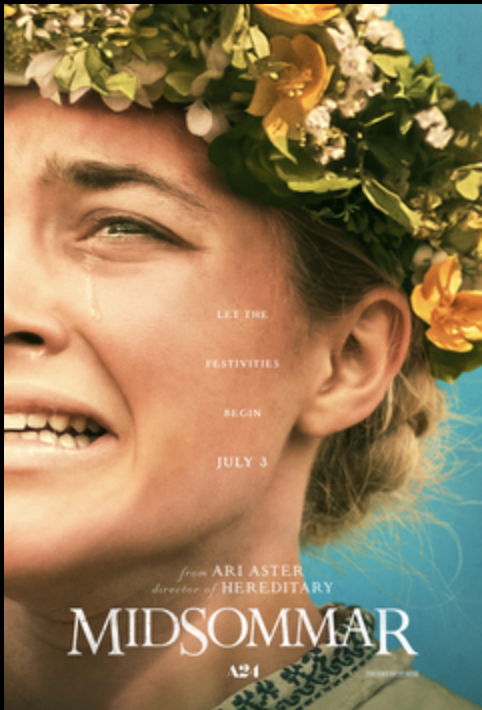 LET THE
FESTIVITIES
BEGIN
JULY 3
from ARI ASTER
director of HEREDITARY
MIDSOMMAR
A24